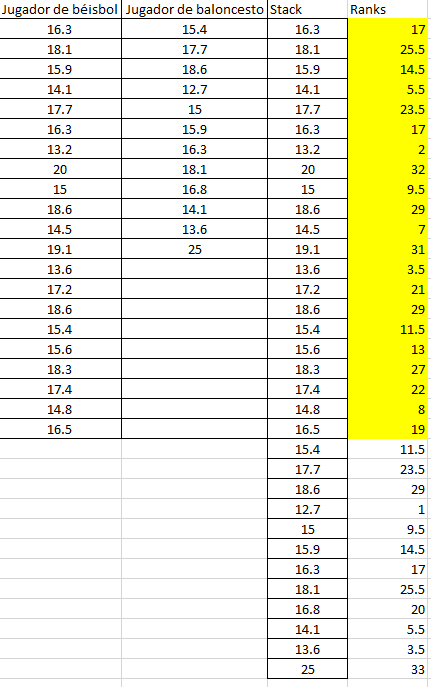 Jugador de béisbol Jugador de baloncesto Stack Ranks
16.3 15.4 16.3 17
18.1 17.7 18.1 25.5
15.9 18.6 15.9 14.5
14.1 12.7 14.1 5.5
17.7 15 17.7 23.5
16.3 15.9 16.3 17
13.2 16.3 13.2 2
20 18.1 20 32
15 16.8 15 9.5
18.6 14.1 18.6 29
14.5 13.6 14.5 7
19.1 25 19.1 31
13.6 13.6 3.5
17.2 17.2 21
18.6 18.6 29
15.4 15.4 11.5
15.6 15.6 13
18.3 18.3 27
17.4 17.4 22
14.8 14.8 8
16.5 16.5 19
15.4 11.5
17.7 23.5
18.6 29
12.7 1
15 9.5
15.9 14.5
16.3 17
18.1 25.5
16.8 20
14.1 5.5
13.6 3.5
25 33